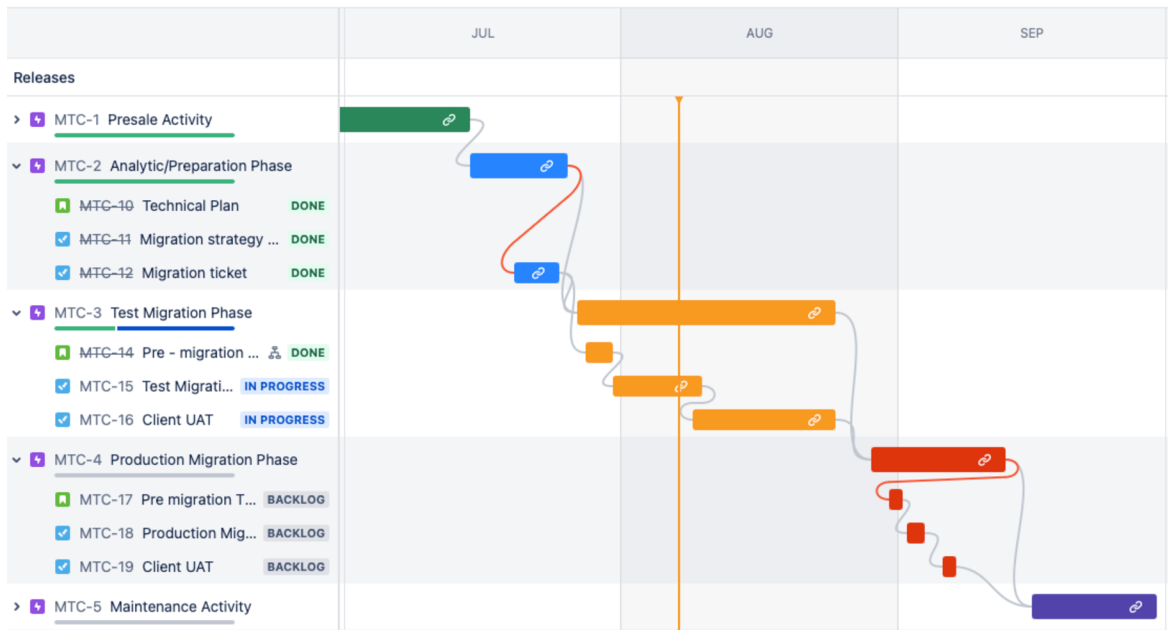 JUL AUG SEP
Releases
MTC-1 Presale Activity
MTC-2 Analytic/Preparation Phase
MTC-10 Technical Plan DONE
MTC-11 Migration strategy ... DONE
MTC-12 Migration ticket DONE
MTC-3 Test Migration Phase
MTC-14 Pre - migration ... DONE
MTC-15 Test Migrati... IN PROGRESS
MTC-16 Client UAT IN PROGRESS
MTC-4 Production Migration Phase
MTC-17 Pre migration T... BACKLOG
MTC-18 Production Mig... BACKLOG
MTC-19 Client UAT BACKLOG
MTC-5 Maintenance Activity